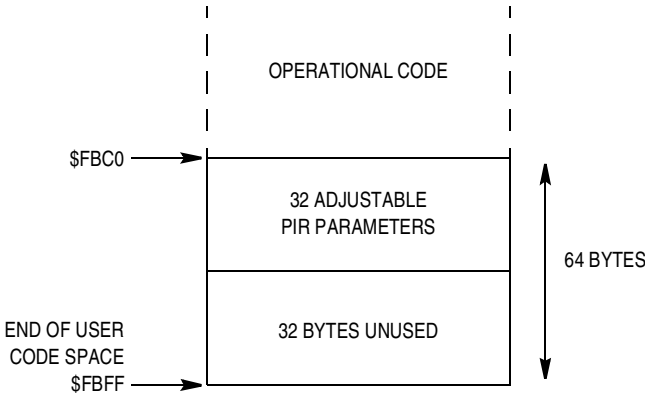 OPERATIONAL CODE
$FBC0
32 ADJUSTABLE
PIR PARAMETERS
64 BYTES
END OF USER
CODE SPACE
$FBFF
32 BYTES UNUSED